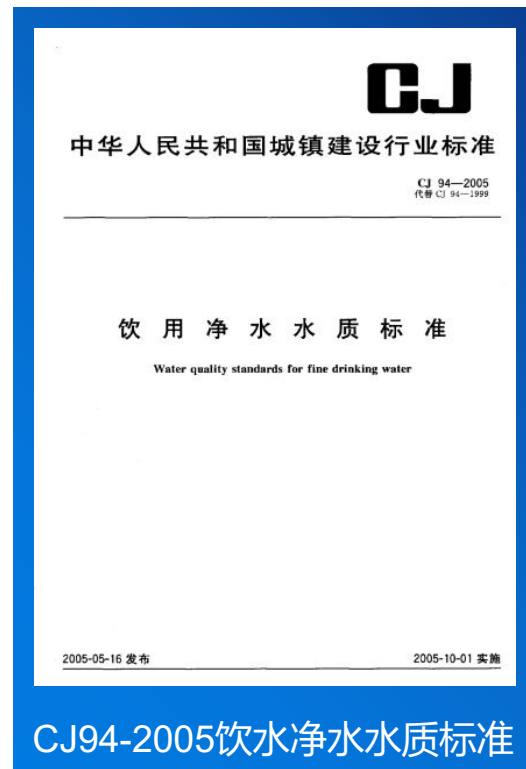 CJ
中华人民共和国城镇建设行业标准
CJ 94—2005
代替 CJ 94—1999
饮用净水水质标准
Water quality standards for fine drinking water
2005-05-16 发布
2005-10-01 实施
CJ94-2005饮水净水水质标准